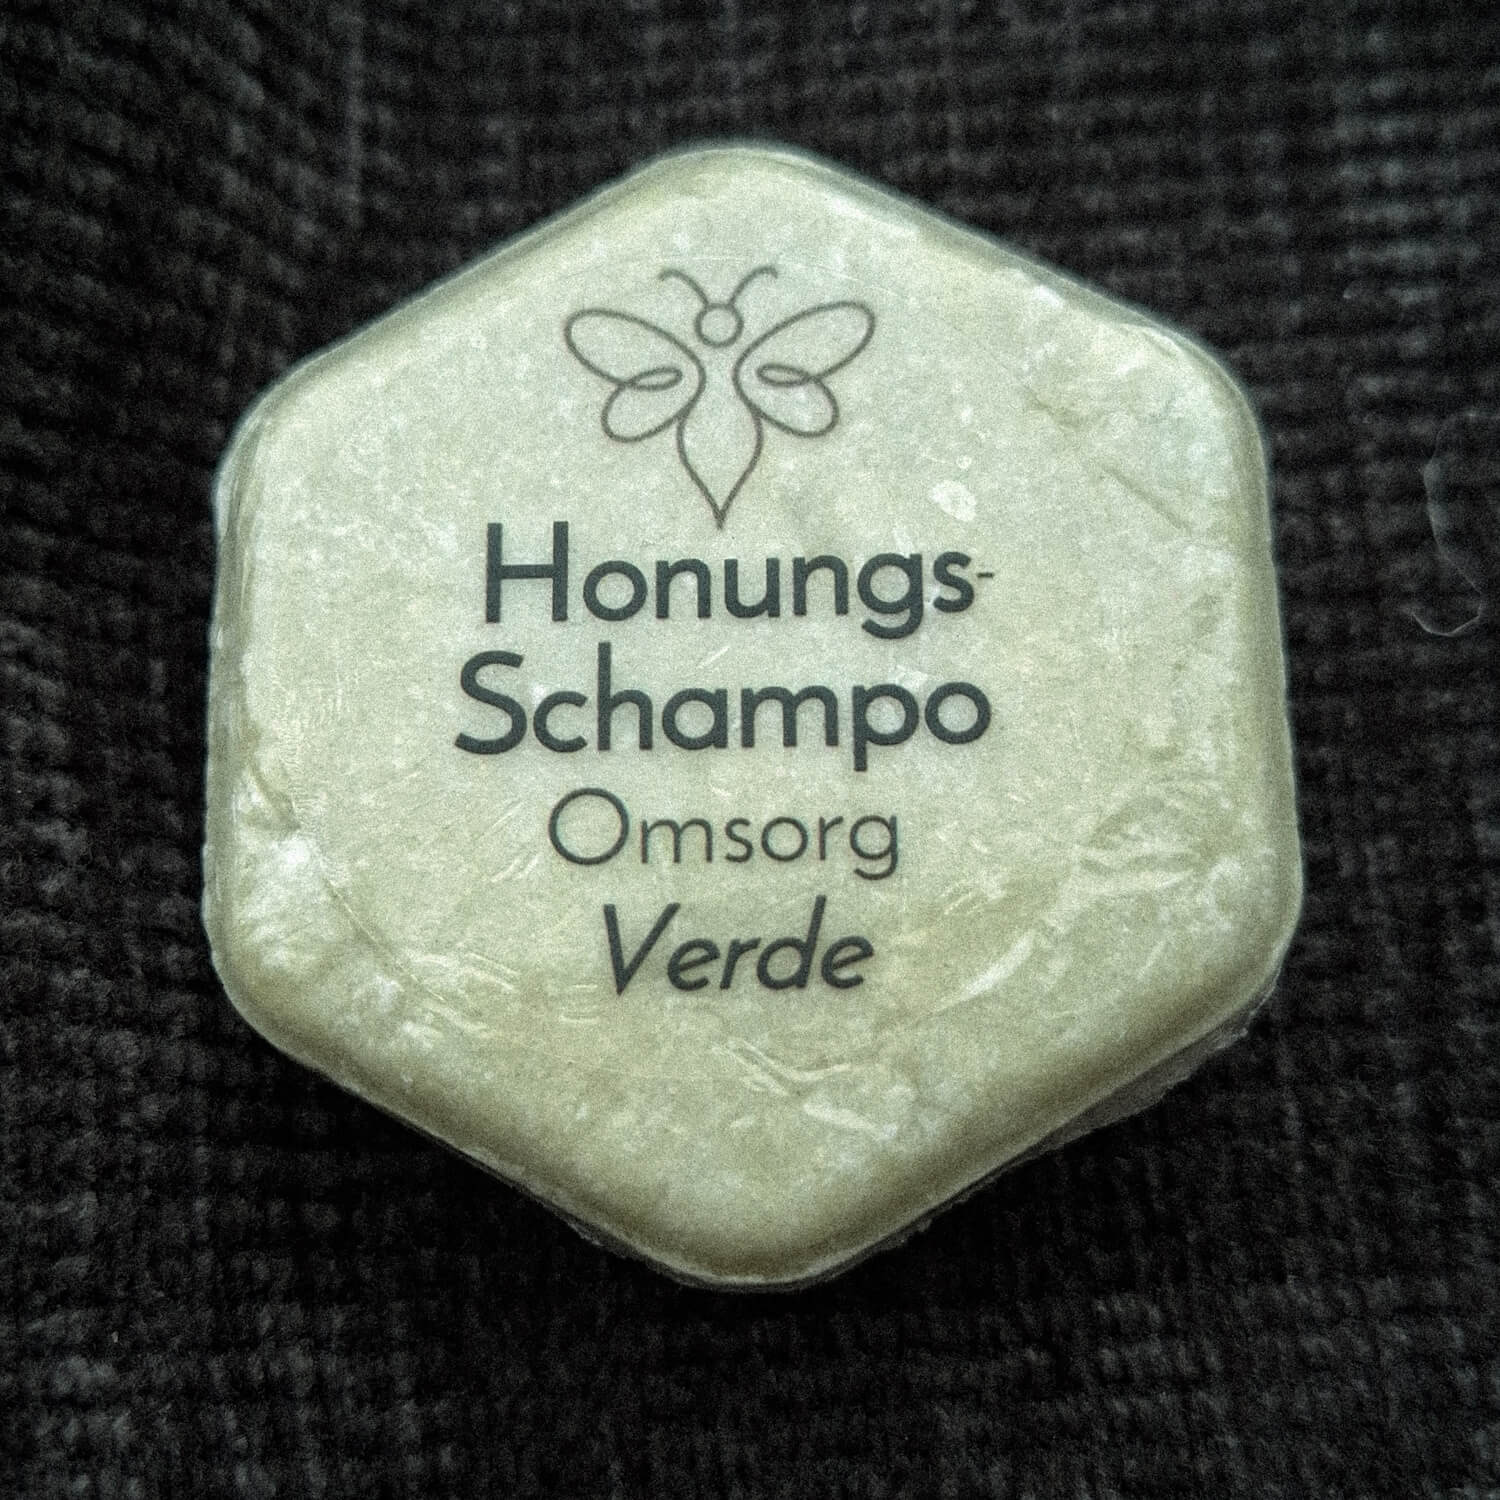 Honungs-
Schampo
Omsorg
Verde